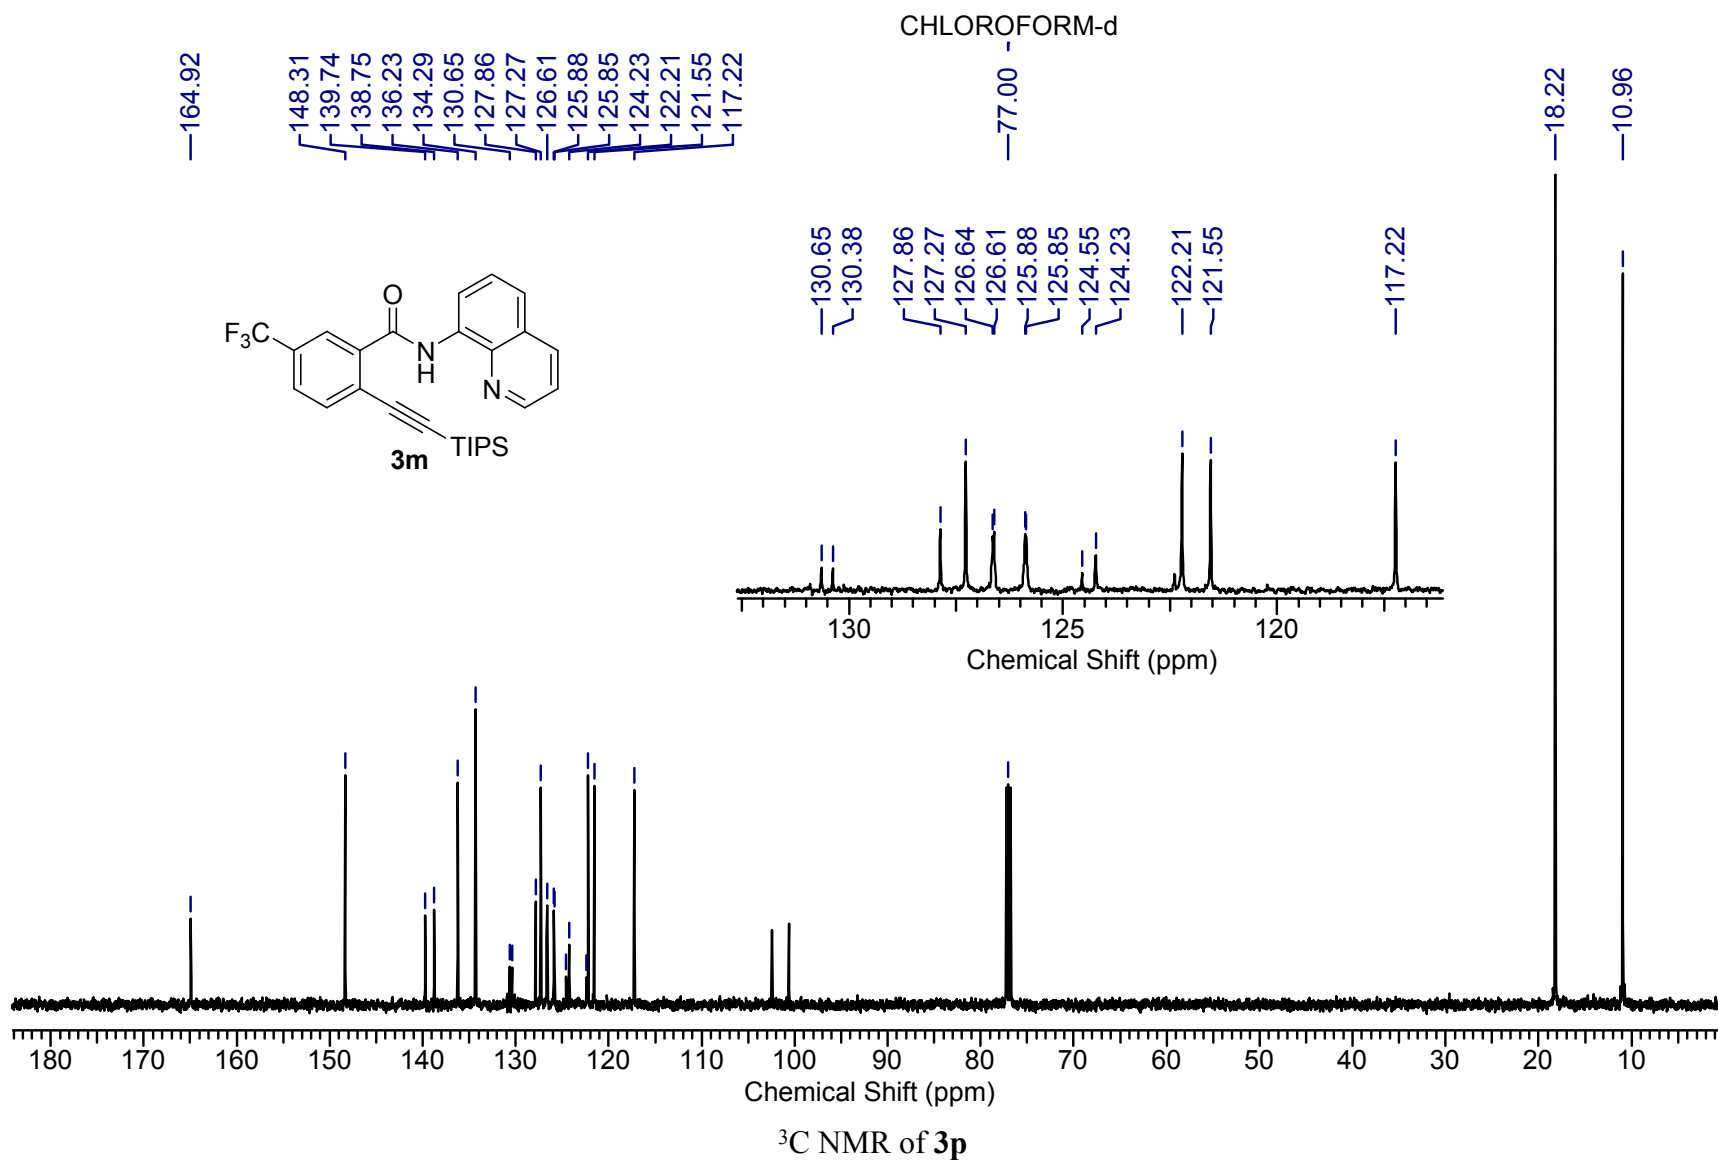 CHLOROFORM-d
164.92
148.31
139.74
138.75
136.23
134.29
130.65
127.86
127.27
126.61
125.88
125.85
124.23
122.21
121.55
117.22
77.00
18.22
10.96
130.65
130.38
127.86
127.27
126.64
126.61
125.88
125.85
124.55
124.23
122.21
121.55
117.22
O
F3C
N
H
N
TIPS
3m
130 125 120
Chemical Shift (ppm)
180 170 160 150 140 130 120 110 100 90 80 70 60 50 40 30 20 10
Chemical Shift (ppm)
³C NMR of 3p